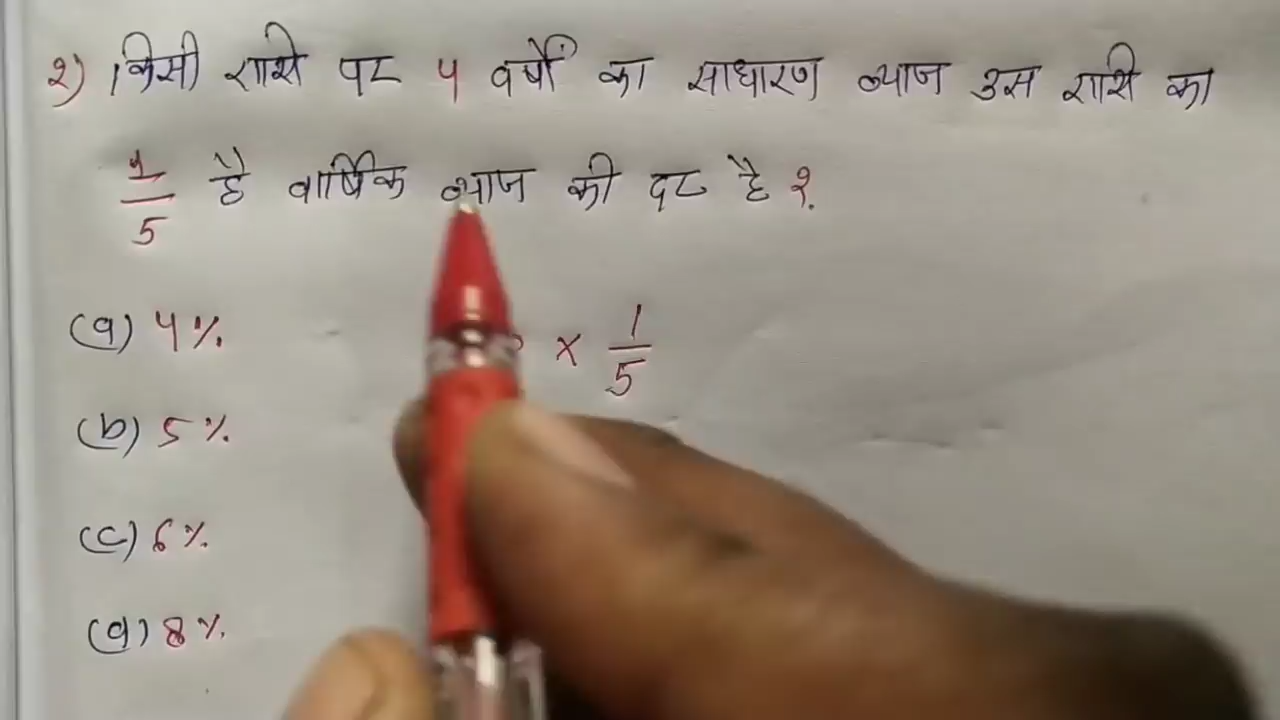 2) किसी राशि पर 4 वर्षों का साधारण ब्याज उस राशि का
1/5 है वार्षिक ब्याज की दर है ?.
(a) 4%
× 1/5
(b) 5%
(c) 6%
(d) 8%